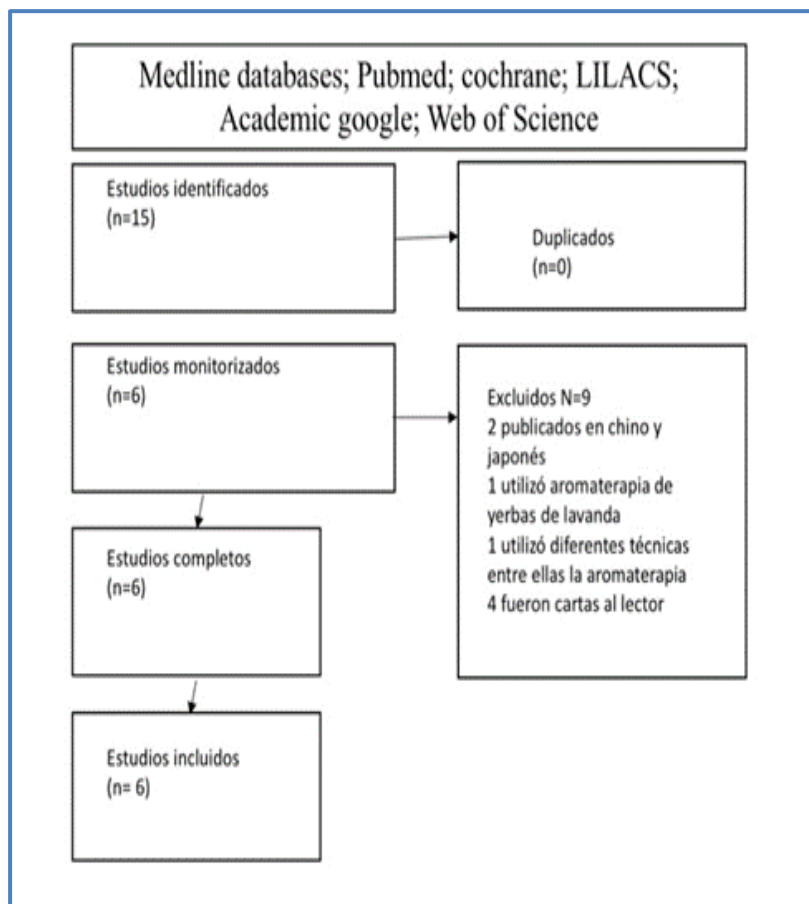 Medline databases; Pubmed; cochrane; LILACS;
Academic google; Web of Science
Estudios identificados
(n=15)
Duplicados
(n=0)
Estudios monitorizados
(n=6)
Excluidos N=9
2 publicados en chino y
japonés
1 utilizó aromaterapia de
yerbas de lavanda
1 utilizó diferentes técnicas
entre ellas la aromaterapia
4 fueron cartas al lector
Estudios completos
(n=6)
Estudios incluidos
(n= 6)